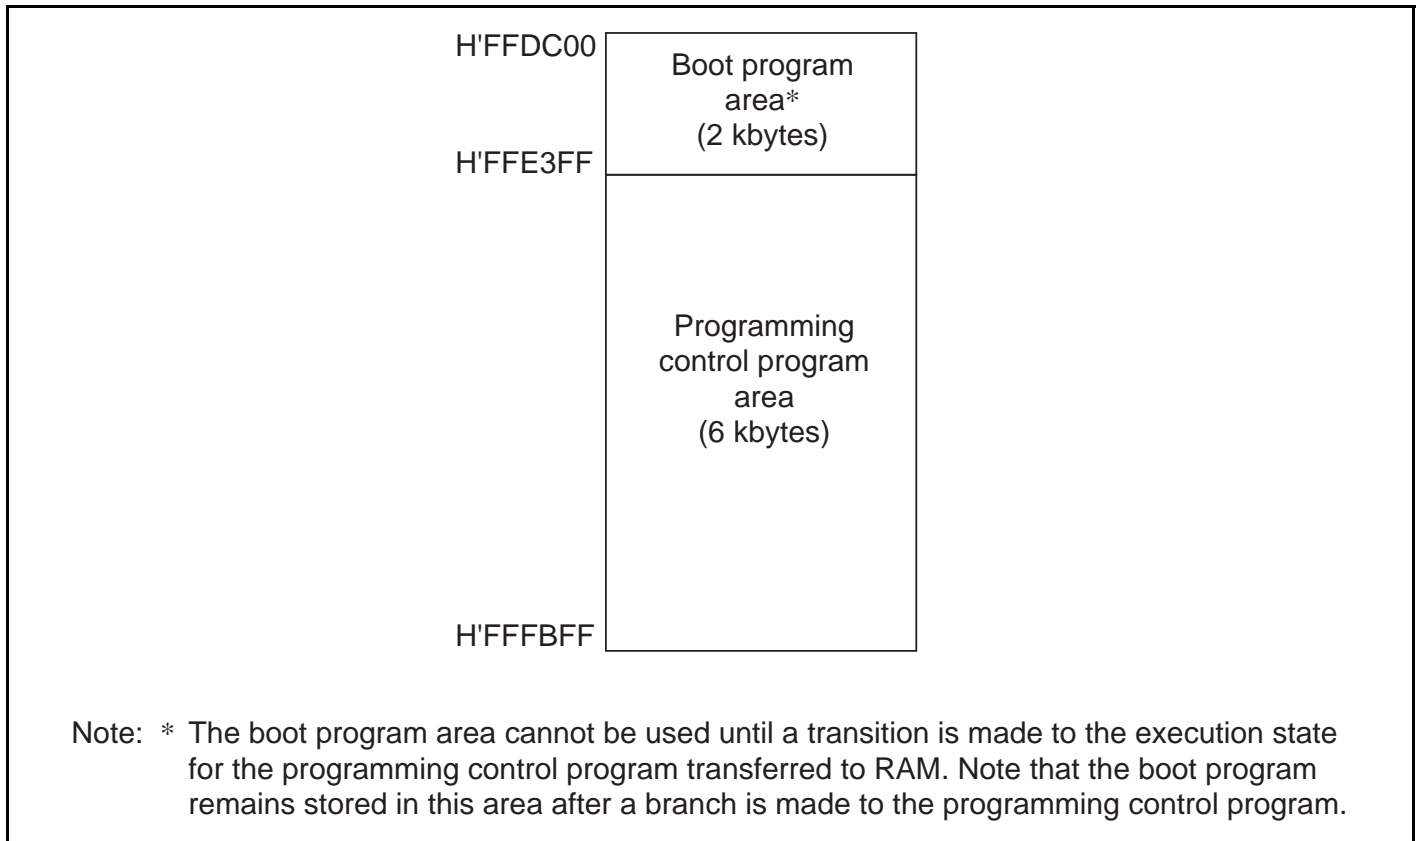 H'FFDC00
Boot program
area*
(2 kbytes)
H'FFE3FF
Programming
control program
area
(6 kbytes)
H'FFFBFF
Note: * The boot program area cannot be used until a transition is made to the execution state
for the programming control program transferred to RAM. Note that the boot program
remains stored in this area after a branch is made to the programming control program.